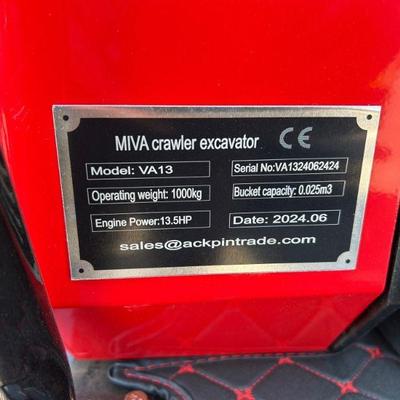 MIVA crawler excavator CE
Model: VA13 Serial No:VA1324062424
Operating weight: 1000kg Bucket capacity: 0.025m3
Engine Power:13.5HP Date: 2024.06
sales@ackpintrade.com